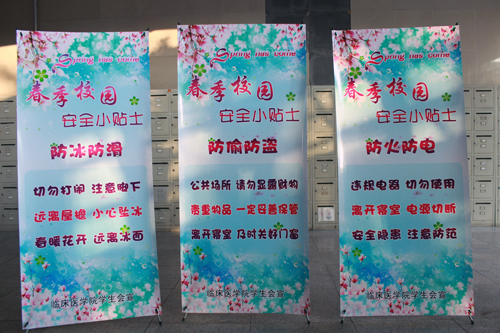 Spring has come
春季校园
安全小贴士
防冰防滑
切勿打闹 注意脚下
远离屋檐 小心坠冰
春暖花开 远离冰面
临床医学院学生会宣
Spring has come
春季校园
安全小贴士
防偷防盗
公共场所 请勿显露财物
贵重物品 一定妥善保管
离开寝室 及时关好门窗
临床医学院学生会宣
Spring has come
春季校园
安全小贴士
防火防电
违规电器 切勿使用
离开寝室 电源切断
安全隐患 注意防范
临床医学院学生会宣